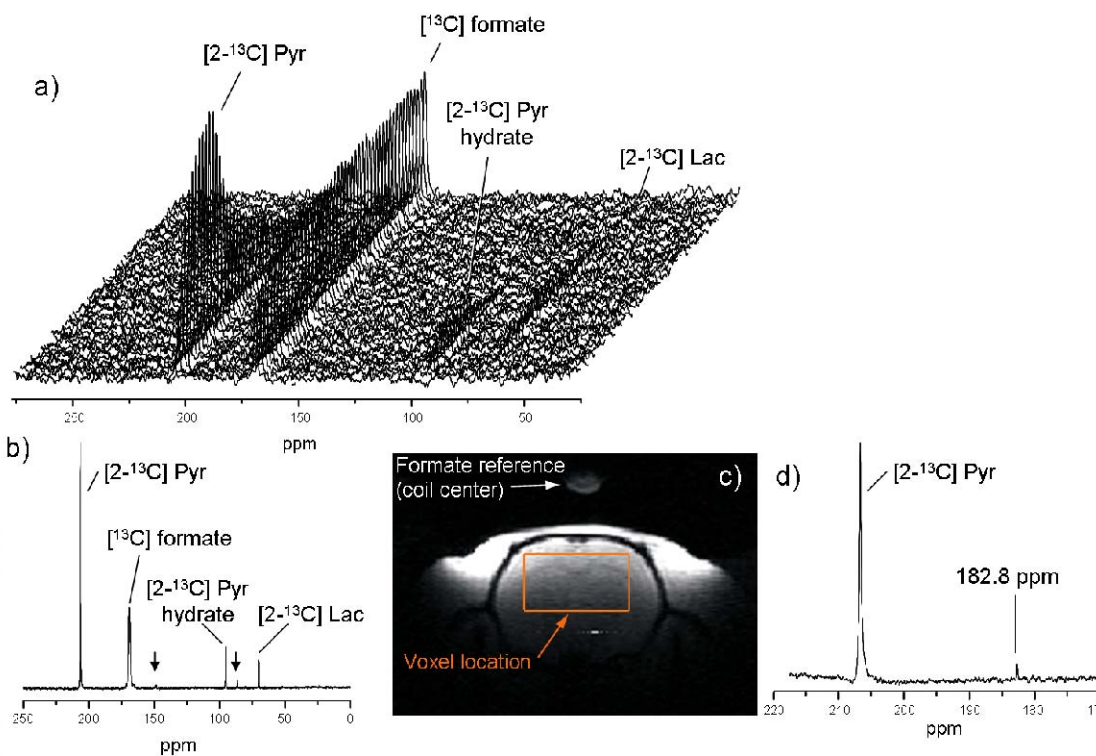 a)
[2-¹³C] Pyr
[¹³C] formate
[2-¹³C] Pyr
hydrate
[2-¹³C] Lac
250 200 150 100 50
ppm
b)
[2-¹³C] Pyr
[¹³C] formate
[2-¹³C] Pyr
hydrate
[2-¹³C] Lac
250 200 150 100 50 0
ppm
Formate reference
(coil center)
c)
Voxel location
d)
[2-¹³C] Pyr
182.8 ppm
220 210 200 190 180
ppm